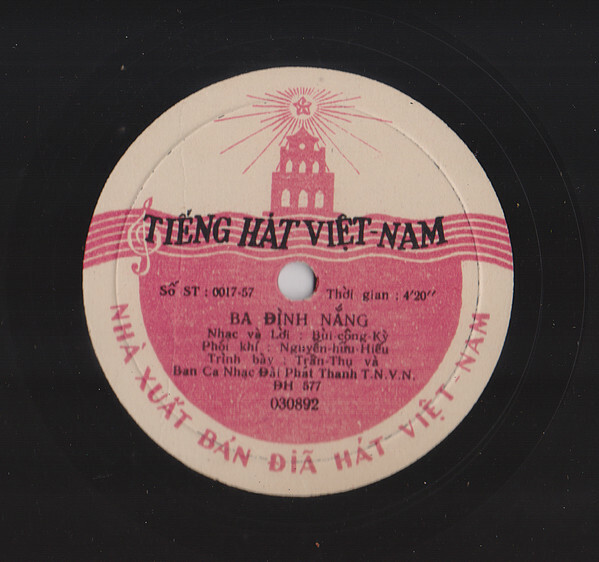 TIẾNG HÁT VIỆT-NAM
Số ST : 0017-57 Thời gian : 4'20"
BA ĐÌNH NẮNG
Nhạc và Lời : Bùi-công-Kỳ
Phối khí : Nguyễn-hữu-Hiếu
Trình bày : Trần-Thụ và
Ban Ca Nhạc Đài Phát Thanh T.N.V.N.
ĐH 577
030892
NHÀ XUẤT BẢN ĐĨA HÁT VIỆT-NAM